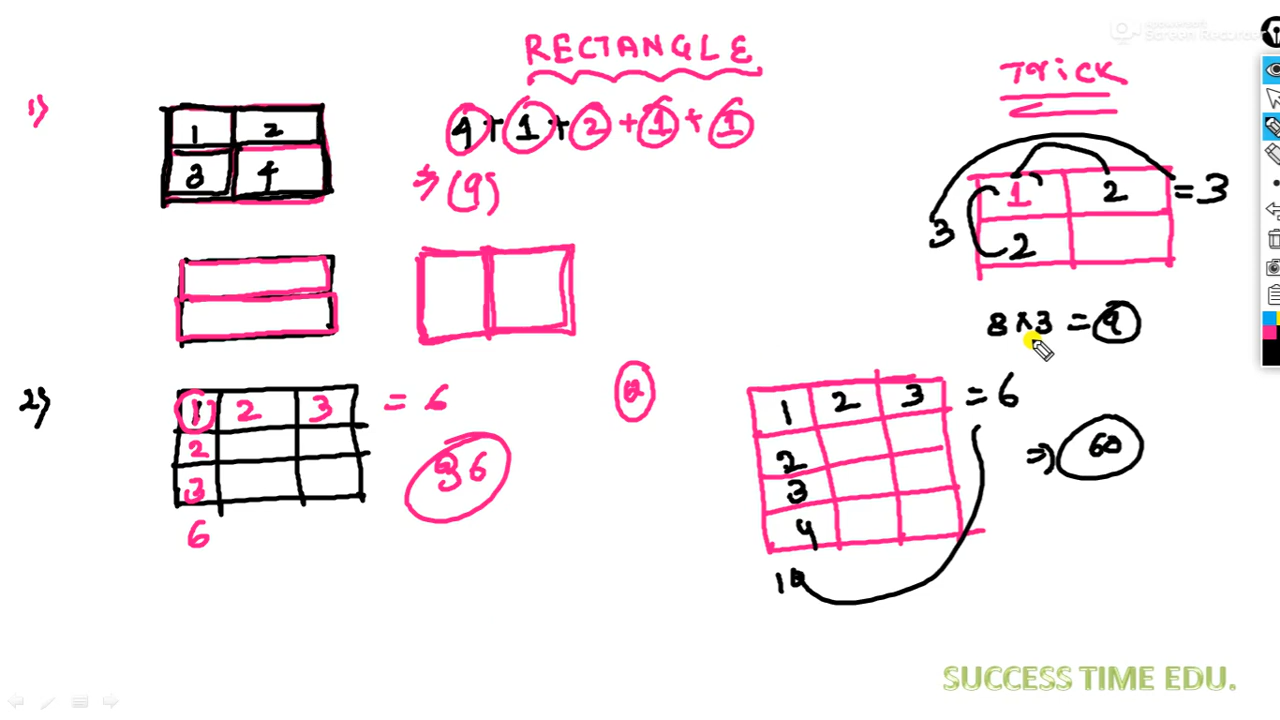 Screen Recorder
RECTANGLE
TRICK
1)
1 2
3 4
4+1+2+1+1
⇒(9)
1 2 = 3
3
2
8×3 = 9
2)
1 2 3 = 6
2
3
6
36
Q
1 2 3 = 6
2
3
4
10
⇒ 60
SUCCESS TIME EDU.